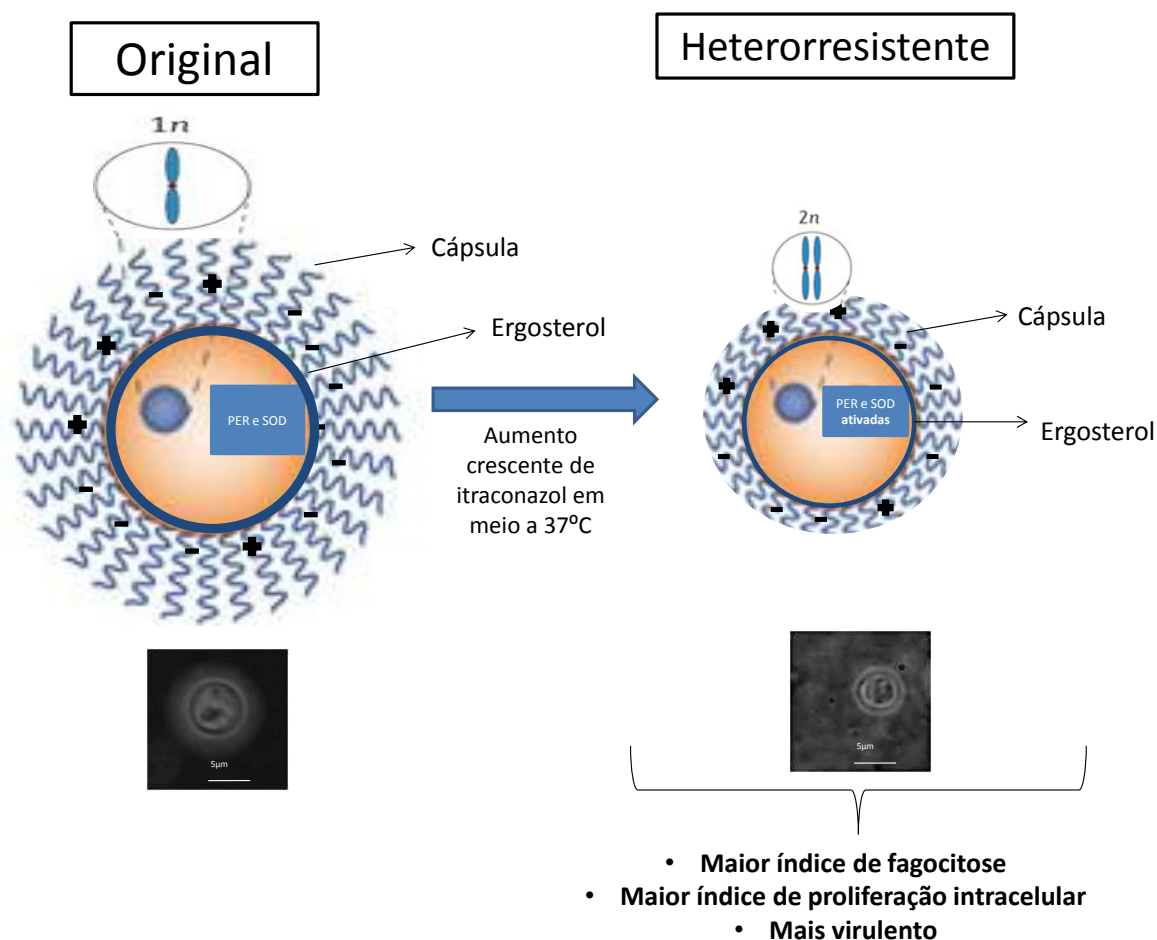 Original
Heterorresistente
1n
2n
Cápsula
Ergosterol
PER e SOD
Aumento
crescente de
itraconazol em
meio a 37ºC
Cápsula
PER e SOD
ativadas
Ergosterol
5µm
5µm
• Maior índice de fagocitose
• Maior índice de proliferação intracelular
• Mais virulento